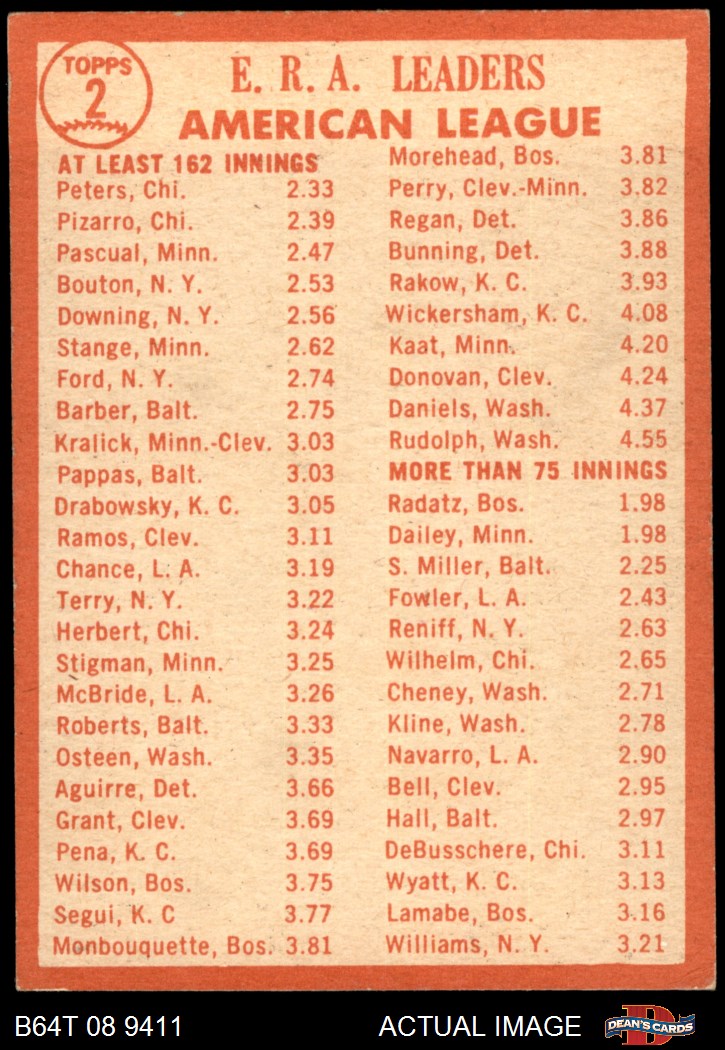 TOPPS
2
E. R. A. LEADERS
AMERICAN LEAGUE
AT LEAST 162 INNINGS
Peters, Chi. 2.33
Pizarro, Chi. 2.39
Pascual, Minn. 2.47
Bouton, N. Y. 2.53
Downing, N. Y. 2.56
Stange, Minn. 2.62
Ford, N. Y. 2.74
Barber, Balt. 2.75
Kralick, Minn.-Clev. 3.03
Pappas, Balt. 3.03
Drabowsky, K. C. 3.05
Ramos, Clev. 3.11
Chance, L. A. 3.19
Terry, N. Y. 3.22
Herbert, Chi. 3.24
Stigman, Minn. 3.25
McBride, L. A. 3.26
Roberts, Balt. 3.33
Osteen, Wash. 3.35
Aguirre, Det. 3.66
Grant, Clev. 3.69
Pena, K. C. 3.69
Wilson, Bos. 3.75
Segui, K. C 3.77
Monbouquette, Bos. 3.81
Morehead, Bos. 3.81
Perry, Clev.-Minn. 3.82
Regan, Det. 3.86
Bunning, Det. 3.88
Rakow, K. C. 3.93
Wickersham, K. C. 4.08
Kaat, Minn. 4.20
Donovan, Clev. 4.24
Daniels, Wash. 4.37
Rudolph, Wash. 4.55
MORE THAN 75 INNINGS
Radatz, Bos. 1.98
Dailey, Minn. 1.98
S. Miller, Balt. 2.25
Fowler, L. A. 2.43
Reniff, N. Y. 2.63
Wilhelm, Chi. 2.65
Cheney, Wash. 2.71
Kline, Wash. 2.78
Navarro, L. A. 2.90
Bell, Clev. 2.95
Hall, Balt. 2.97
DeBusschere, Chi. 3.11
Wyatt, K. C. 3.13
Lamabe, Bos. 3.16
Williams, N. Y. 3.21
B64T 08 9411
ACTUAL IMAGE
D
DEAN'S CARDS